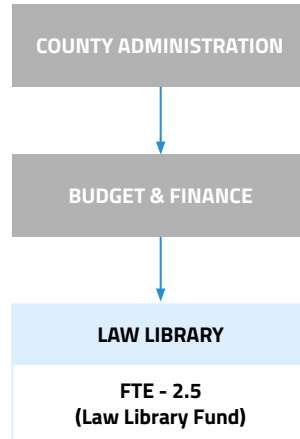 COUNTY ADMINISTRATION
BUDGET & FINANCE
LAW LIBRARY
FTE - 2.5
(Law Library Fund)